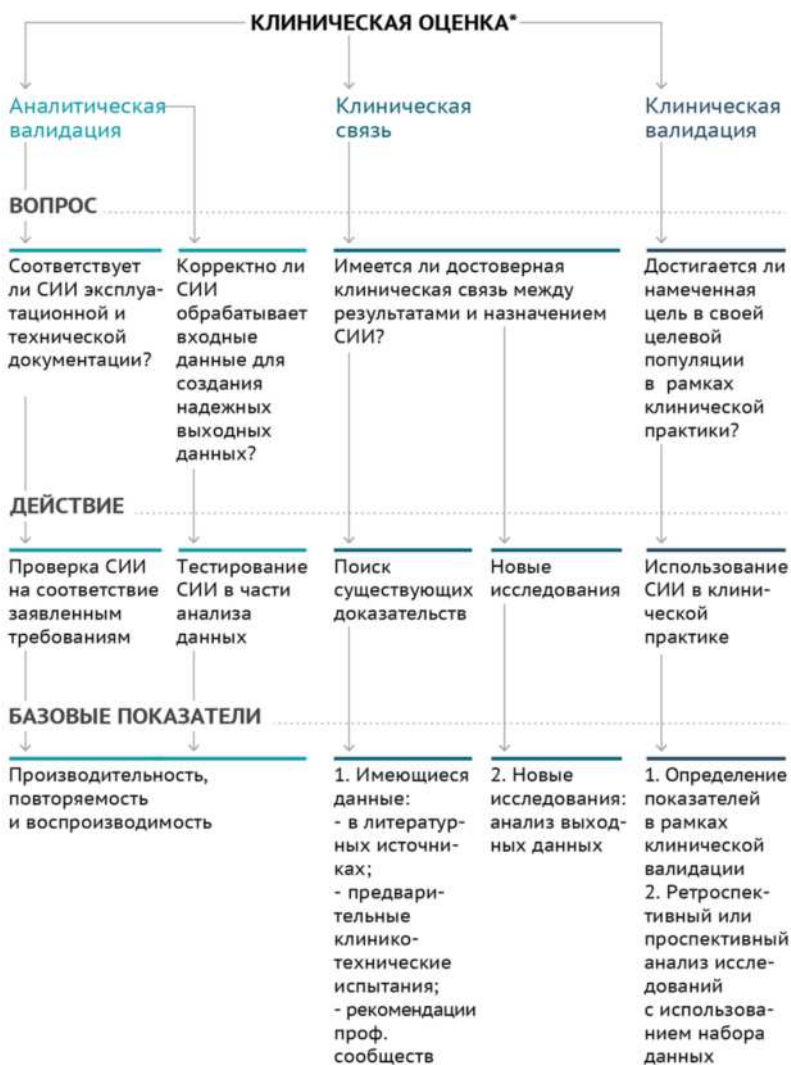 КЛИНИЧЕСКАЯ ОЦЕНКА*
Аналитическая
валидация
Клиническая
связь
Клиническая
валидация
ВОПРОС
Соответствует
ли СИИ эксплуа-
тационной и
технической
документации?
Корректно ли
СИИ
обрабатывает
входные
данные для
создания
надежных
выходных
данных?
Имеется ли достоверная
клиническая связь между
результатами и назначением
СИИ?
Достигается ли
намеченная
цель в своей
целевой
популяции
в рамках
клинической
практики?
ДЕЙСТВИЕ
Проверка СИИ
на соответствие
заявленным
требованиям
Тестирование
СИИ в части
анализа
данных
Поиск
существующих
доказательств
Новые
исследования
Использование
СИИ в клини-
ческой
практике
БАЗОВЫЕ ПОКАЗАТЕЛИ
Производительность,
повторяемость
и воспроизводимость
1. Имеющиеся
данные:
- в литератур-
ных источни-
ках;
- предвари-
тельные
клинико-
технические
испытания;
- рекомендации
проф.
сообществ
2. Новые
исследования:
анализ выход-
ных данных
1. Определение
показателей
в рамках
клинической
валидации
2. Ретроспек-
тивный или
проспективный
анализ иссле-
дований
с использова-
нием набора
данных